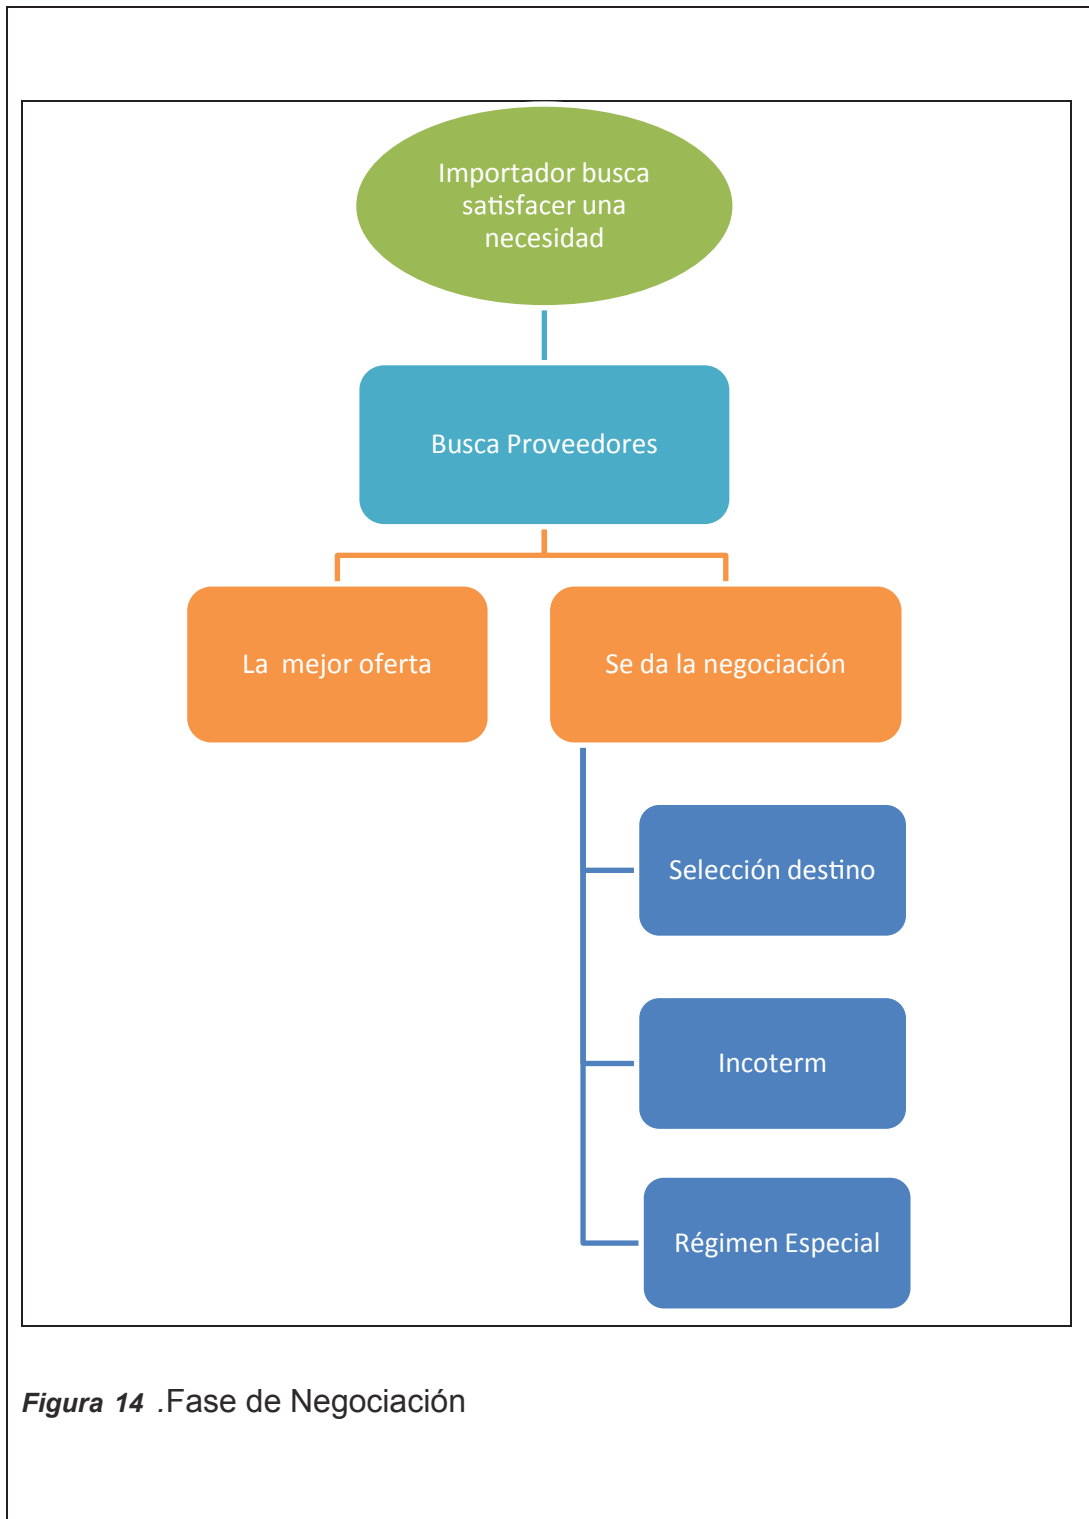 Importador busca
satisfacer una
necesidad
Busca Proveedores
La  mejor oferta
Se da la negociación
Selección destino
Incoterm
Régimen Especial
Figura 14 .Fase de Negociación